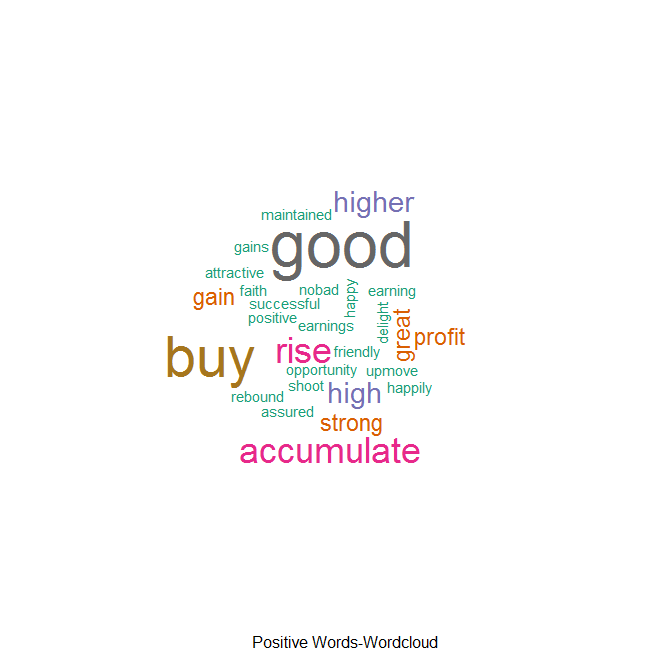 higher
maintained
good
gains
attractive
gain
faith
nobad
happy
earning
successful
positive
earnings
delight
great
profit
buy
rise
friendly
opportunity
upmove
shoot
high
happily
rebound
assured
strong
accumulate
Positive Words-Wordcloud